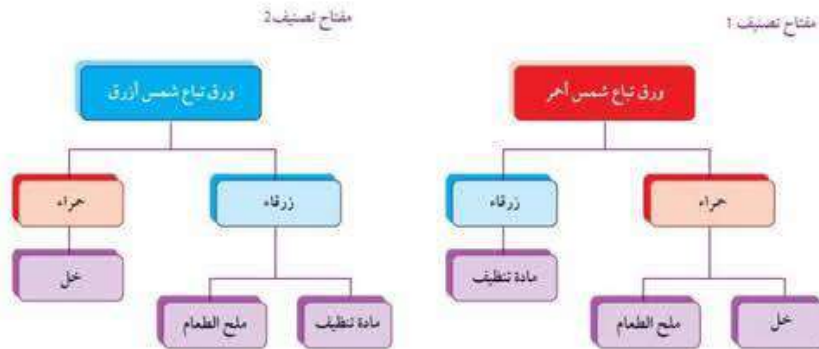 مفتاح تصنيف 1
ورق تباع شمس أحمر
حمراء
زرقاء
خل
ملح الطعام
مادة تنظيف
مفتاح تصنيف 2
ورق تباع شمس أزرق
زرقاء
حمراء
مادة تنظيف
ملح الطعام
خل